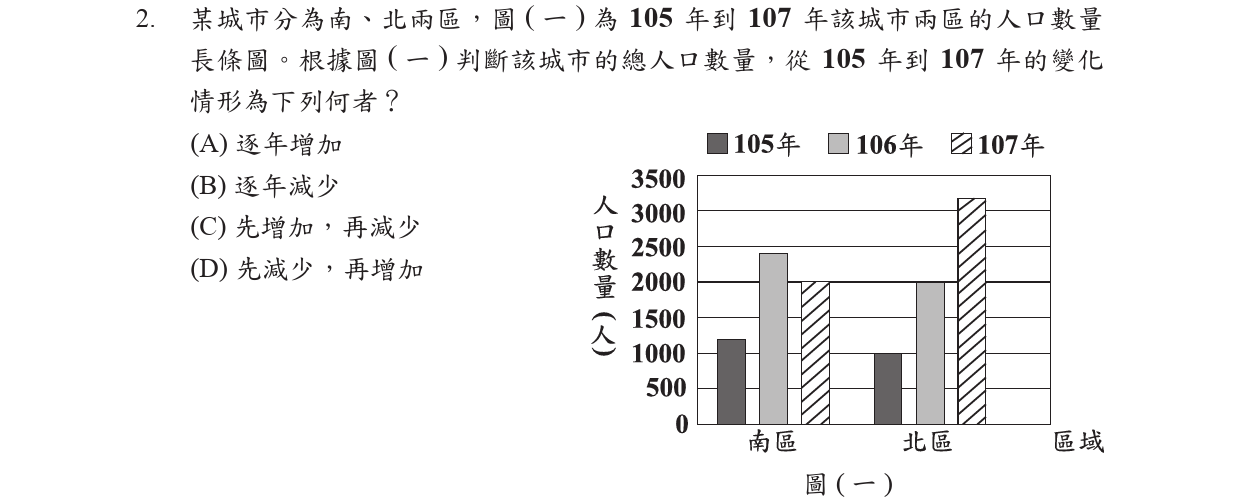 2. 某城市分為南、北兩區，圖(一)為 105 年到 107 年該城市兩區的人口數量
長條圖。根據圖(一)判斷該城市的總人口數量，從 105 年到 107 年的變化
情形為下列何者？
(A) 逐年增加
(B) 逐年減少
(C) 先增加，再減少
(D) 先減少，再增加
105年 106年 107年
人口數量(人)
3500
3000
2500
2000
1500
1000
500
0
南區 北區 區域
圖(一)